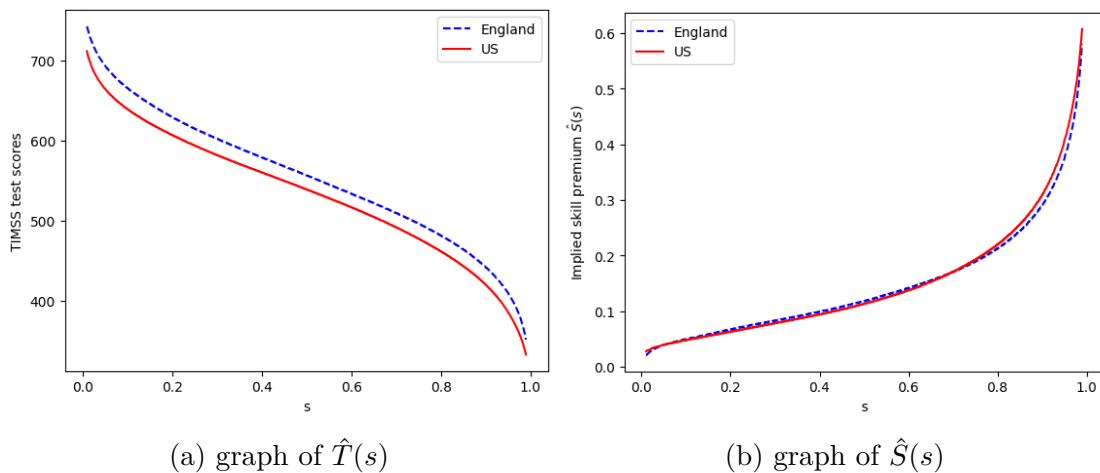 700
600
500
400
TIMSS test scores
0.0 0.2 0.4 0.6 0.8 1.0
s
England
US
(a) graph of T̂(s)
0.6
0.5
0.4
0.3
0.2
0.1
0.0
Implied skill premium Ŝ(s)
0.0 0.2 0.4 0.6 0.8 1.0
s
England
US
(b) graph of Ŝ(s)